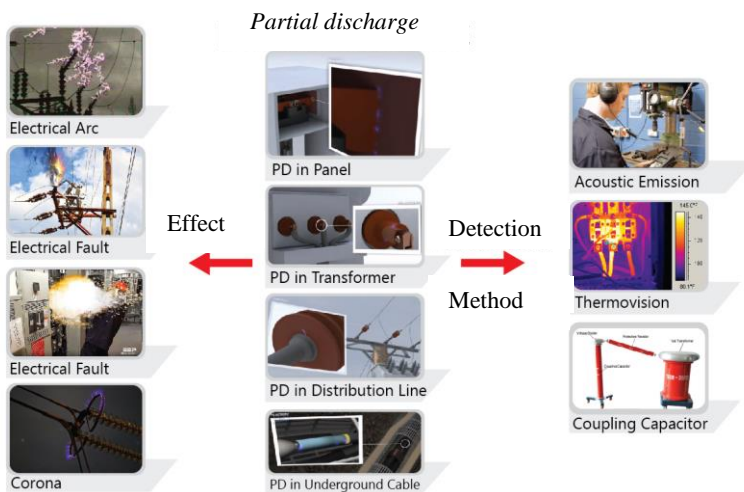 Partial discharge
Electrical Arc
Electrical Fault
Electrical Fault
Corona
Effect
PD in Panel
PD in Transformer
PD in Distribution Line
PD in Underground Cable
Detection
Method
Acoustic Emission
Thermovision
Coupling Capacitor